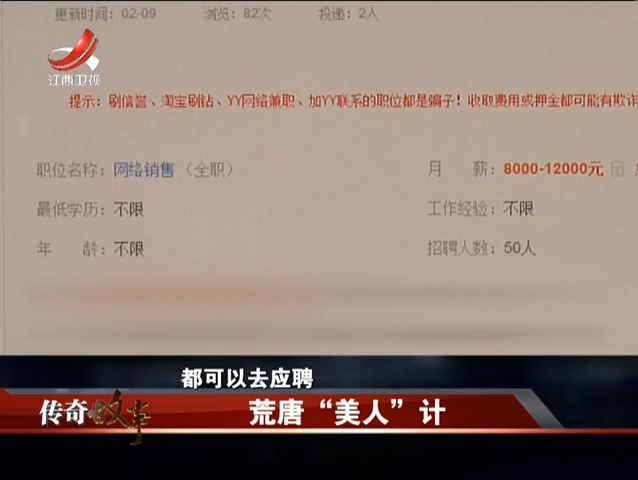 更新时间：02-09 浏览：82次 投递：2人
江西卫视
提示：刷信誉、淘宝刷钻、YY网络兼职、加YY联系的职位都是骗子！收取费用或押金都可能有欺诈
职位名称：网络销售（全职） 月薪：8000-12000元
最低学历：不限 工作经验：不限
年龄：不限 招聘人数：50人
都可以去应聘
传奇故事 荒唐“美人”计